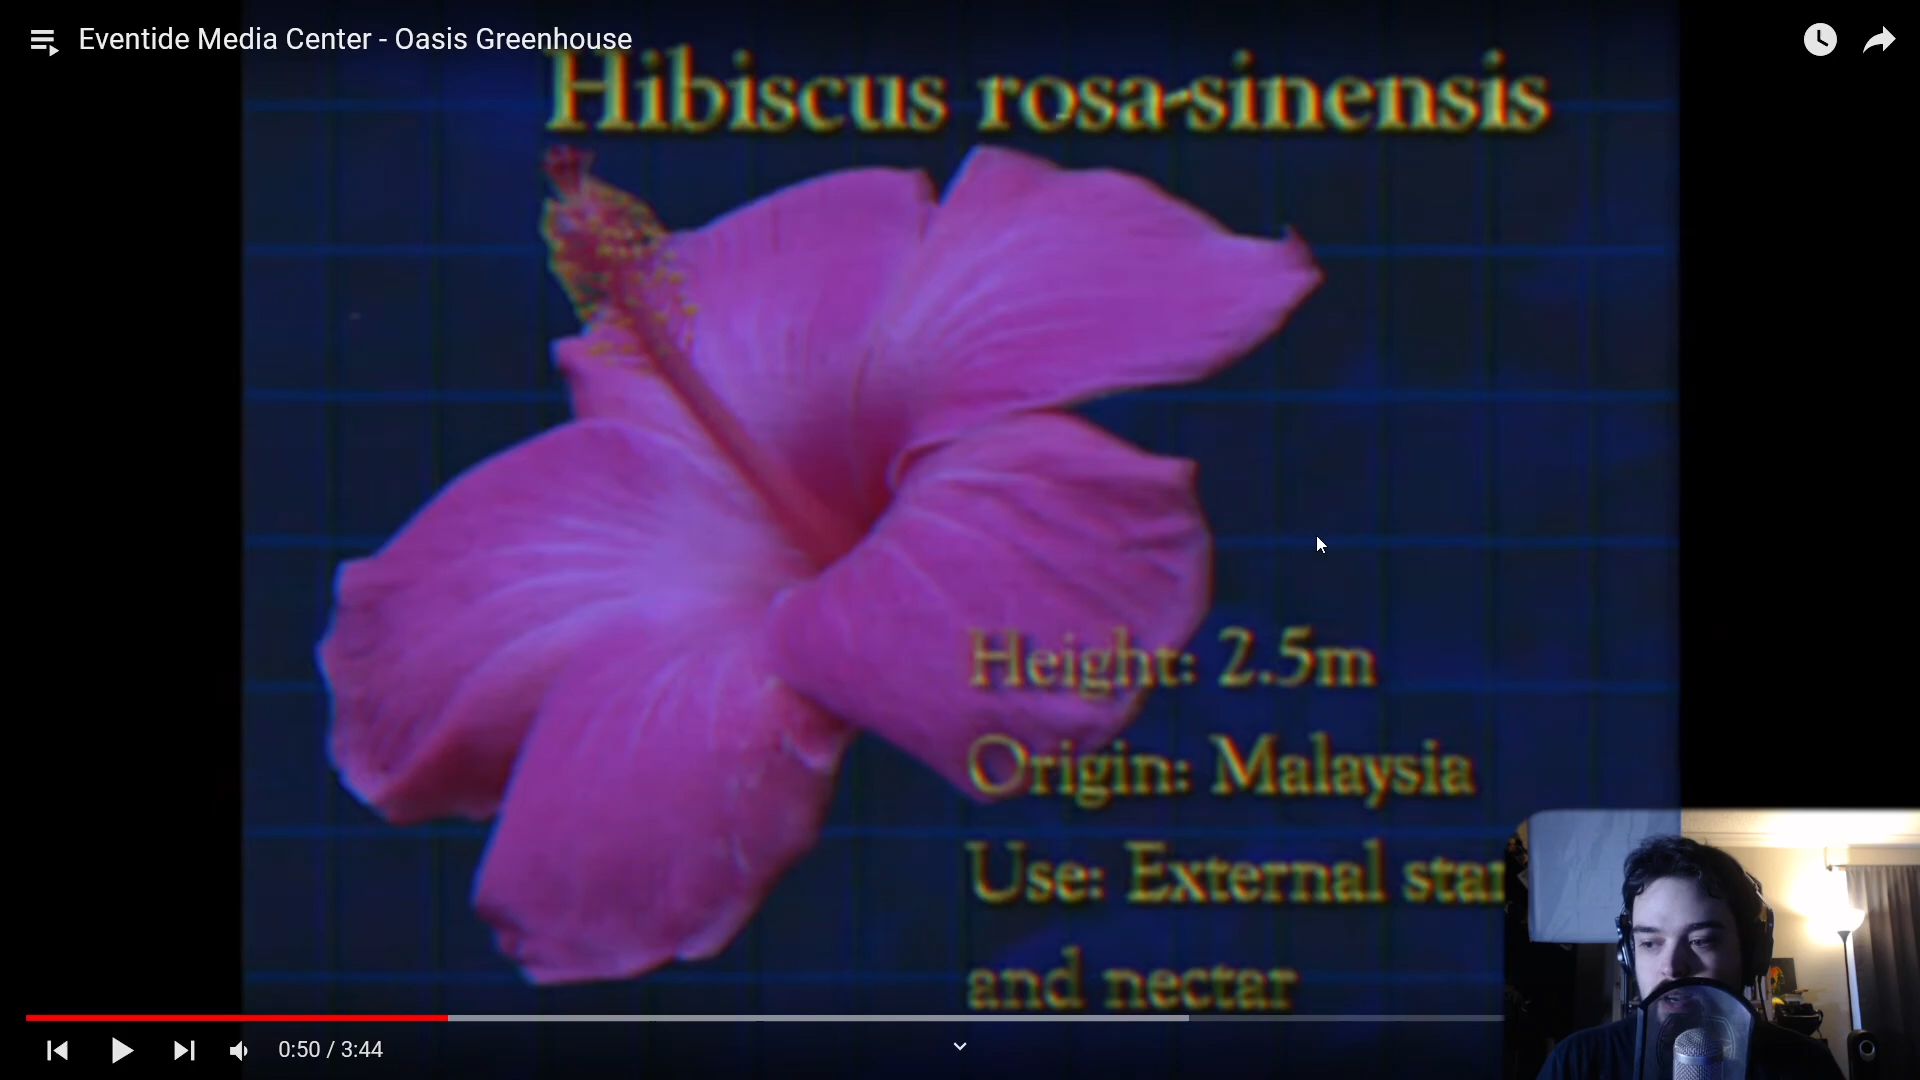 Eventide Media Center - Oasis Greenhouse
Hibiscus rosa-sinensis
Height: 2.5m
Origin: Malaysia
Use: External
and nectar
0:50 / 3:44